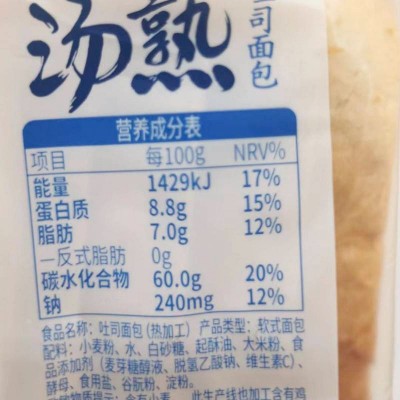 汤熟
司面包
营养成分表
项目 每100g NRV%
能量 1429kJ 17%
蛋白质 8.8g 15%
脂肪 7.0g 12%
—反式脂肪 0g
碳水化合物 60.0g 20%
钠 240mg 12%
食品名称：吐司面包(热加工) 产品类型：软式面包
配料：小麦粉、水、白砂糖、起酥油、大米粉、食
品添加剂（麦芽糖醇液、脱氢乙酸钠、维生素C）、
酵母、食用盐、谷朊粉、淀粉。
此生产线也加工含有鸡